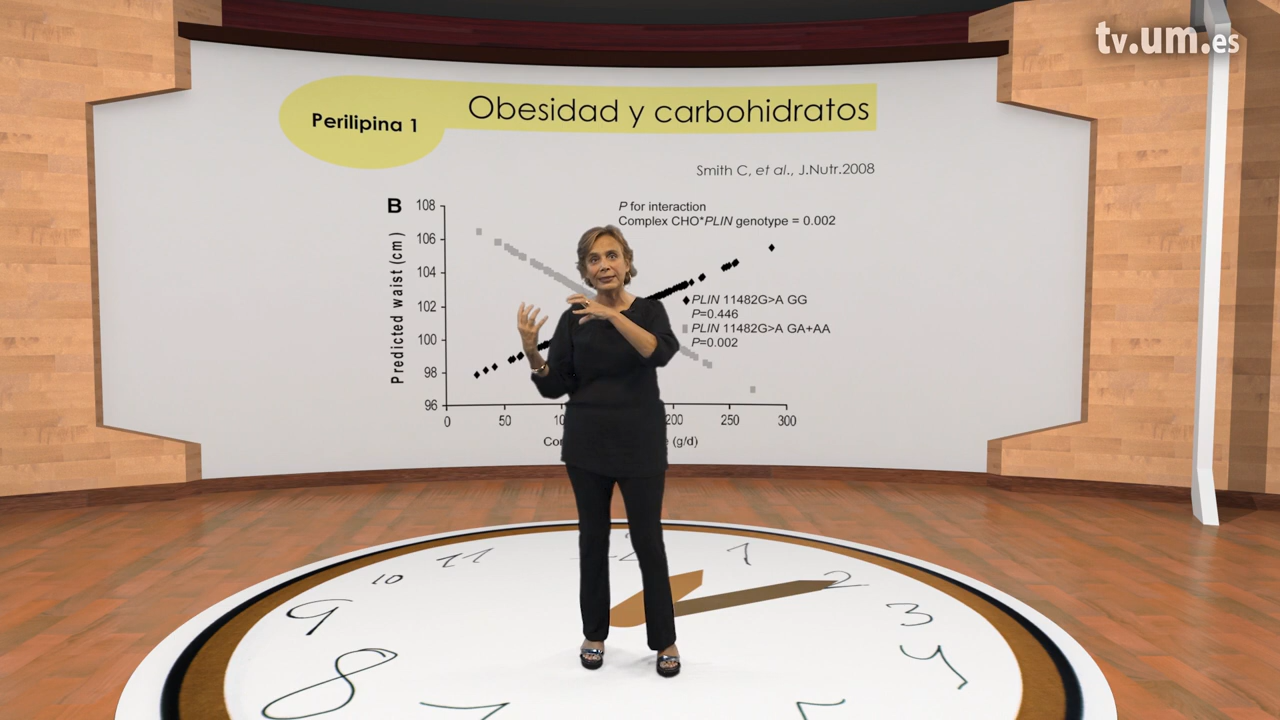 tv.um.es
Perilipina 1
Obesidad y carbohidratos
Smith C, et al., J.Nutr.2008
B
P for interaction
Complex CHO*PLIN genotype = 0.002
Predicted waist (cm)
108
106
104
102
100
98
96
PLIN 11482G>A GG
P=0.446
PLIN 11482G>A GA+AA
P=0.002
0 50 200 250 300
(g/d)
11 1
10 2
9 3
8 4